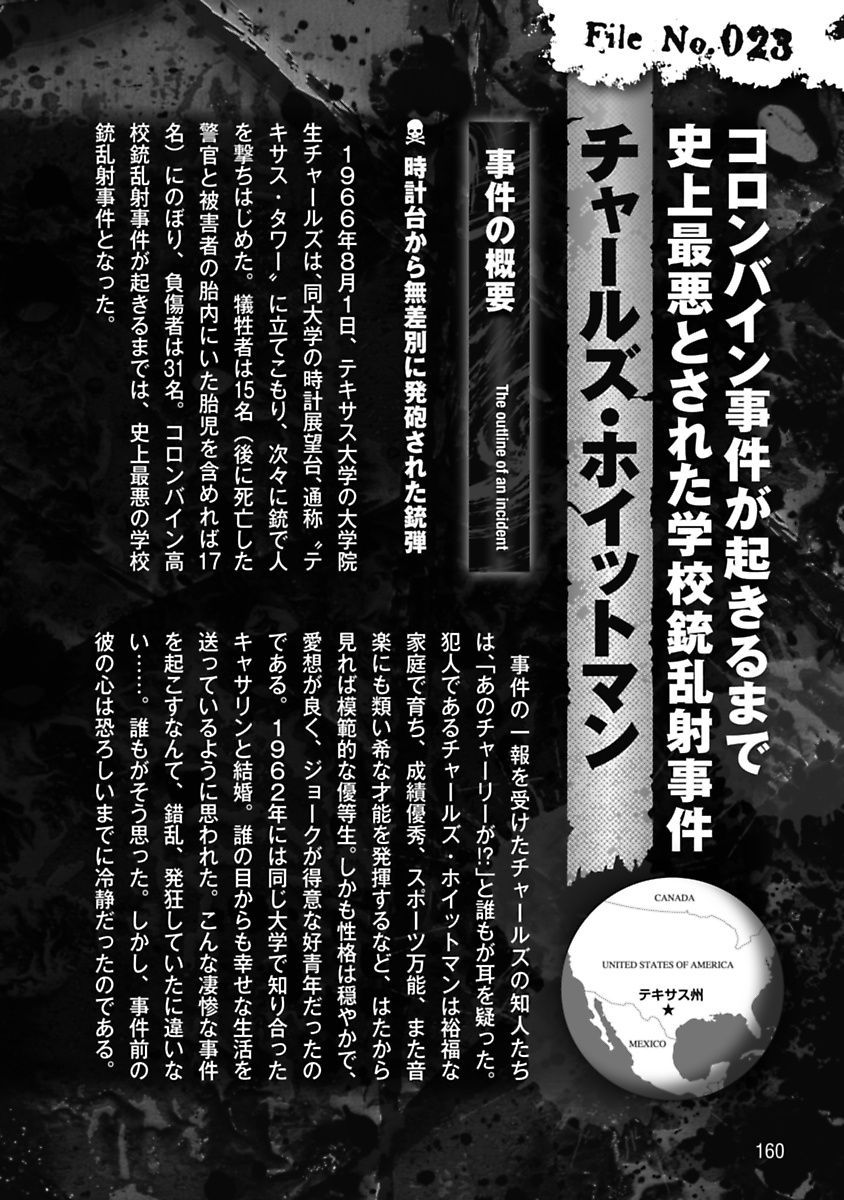 File No.023
コロンバイン事件が起きるまで
史上最悪とされた学校銃乱射事件
チャールズ・ホイットマン
事件の概要
The outline of an incident
時計台から無差別に発砲された銃弾
１９６６年８月１日、テキサス大学の大学院
生チャールズは、同大学の時計展望台、通称〝テ
キサス・タワー〟に立てこもり、次々に銃で人
を撃ちはじめた。犠牲者は15名（後に死亡した
警官と被害者の胎内にいた胎児を含めれば17
名）にのぼり、負傷者は31名。コロンバイン高
校銃乱射事件が起きるまでは、史上最悪の学校
銃乱射事件となった。
事件の一報を受けたチャールズの知人たち
は、「あのチャーリーが!?」と誰もが耳を疑った。
犯人であるチャールズ・ホイットマンは裕福な
家庭で育ち、成績優秀、スポーツ万能、また音
楽にも類い希な才能を発揮するなど、はたから
見れば模範的な優等生。しかも性格は穏やかで、
愛想が良く、ジョークが得意な好青年だったの
である。１９６２年には同じ大学で知り合った
キャサリンと結婚。誰の目からも幸せな生活を
送っているように思われた。こんな凄惨な事件
を起こすなんて、錯乱、発狂していたに違いな
い……。誰もがそう思った。しかし、事件前の
彼の心は恐ろしいまでに冷静だったのである。
CANADA
UNITED STATES OF AMERICA
テキサス州
★
MEXICO
160